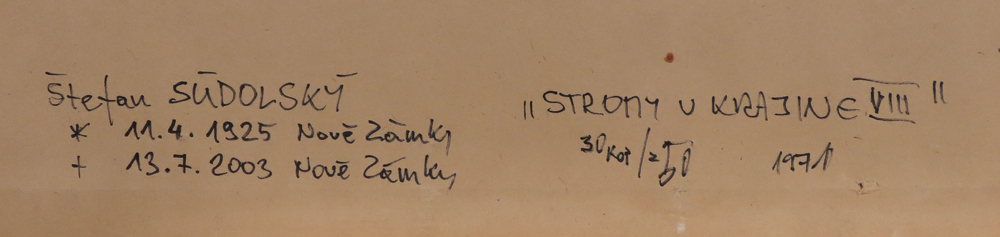 Štefan SÚDOLSKÝ
* 11.4.1925 Nové Zámky
+ 13.7.2003 Nové Zámky
"STROMY V KRAJINE VIII"
1971